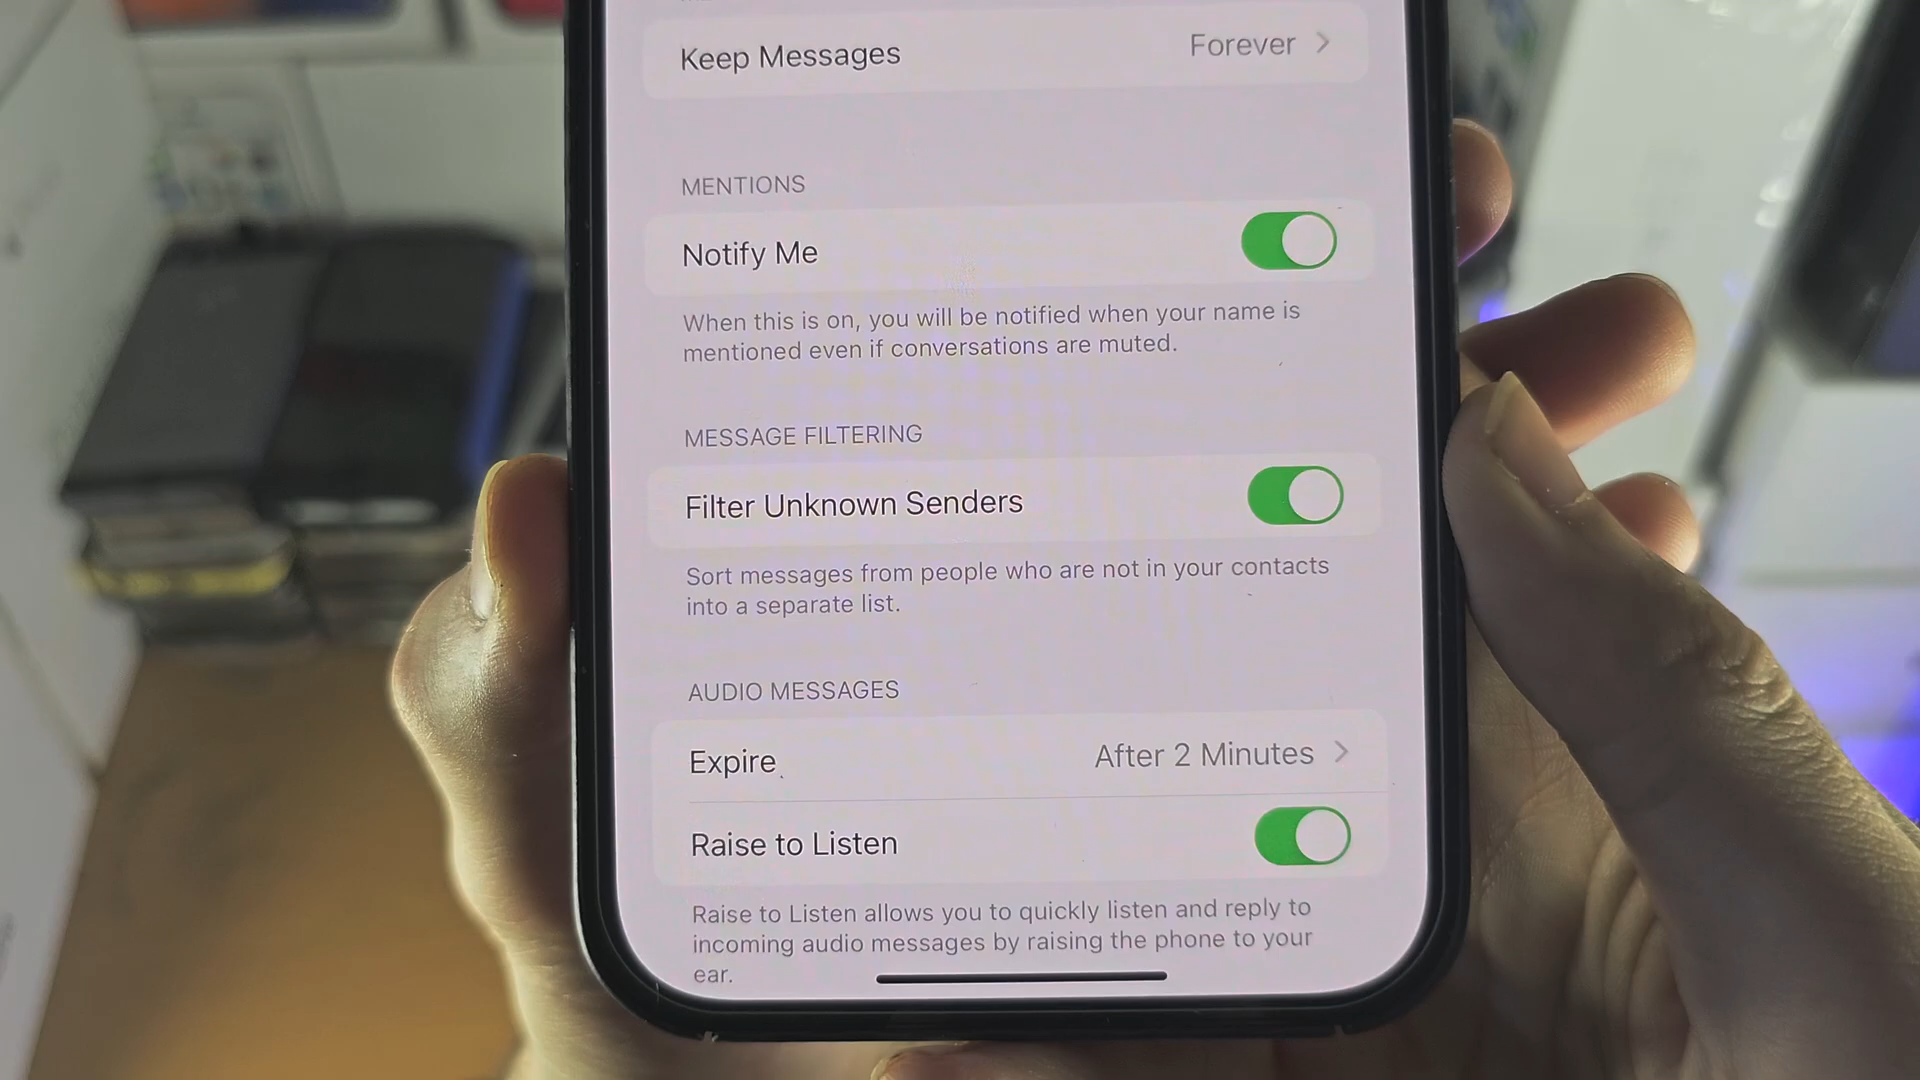 Keep Messages Forever
MENTIONS
Notify Me
When this is on, you will be notified when your name is
mentioned even if conversations are muted.
MESSAGE FILTERING
Filter Unknown Senders
Sort messages from people who are not in your contacts
into a separate list.
AUDIO MESSAGES
Expire After 2 Minutes
Raise to Listen
Raise to Listen allows you to quickly listen and reply to
incoming audio messages by raising the phone to your
ear.